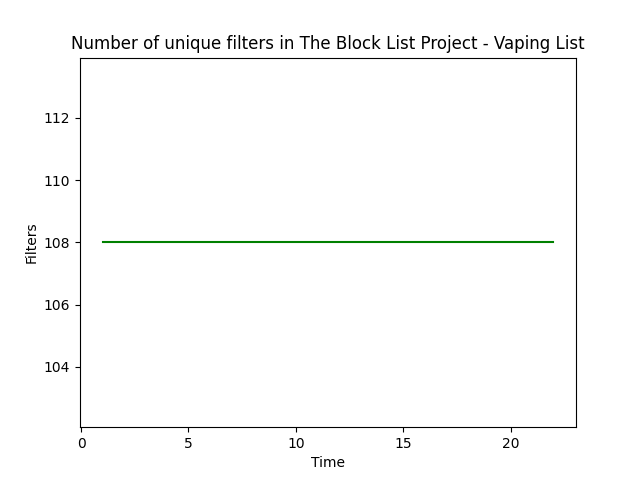 Number of unique filters in The Block List Project - Vaping List
112
110
108
106
104
Filters
0 5 10 15 20
Time